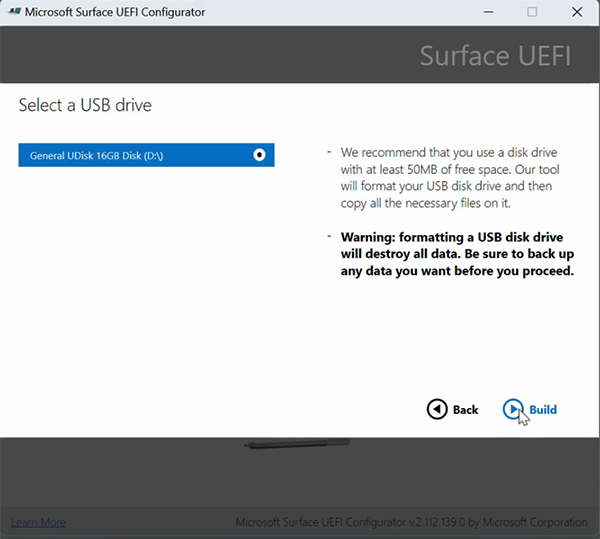 Microsoft Surface UEFI Configurator
Surface UEFI
Select a USB drive
General UDisk 16GB Disk (D:\)
- We recommend that you use a disk drive
with at least 50MB of free space. Our tool
will format your USB disk drive and then
copy all the necessary files on it.
- Warning: formatting a USB disk drive
will destroy all data. Be sure to back up
any data you want before you proceed.
Back
Build
Learn More
Microsoft Surface UEFI Configurator v.2.112.139.0 by Microsoft Corporation